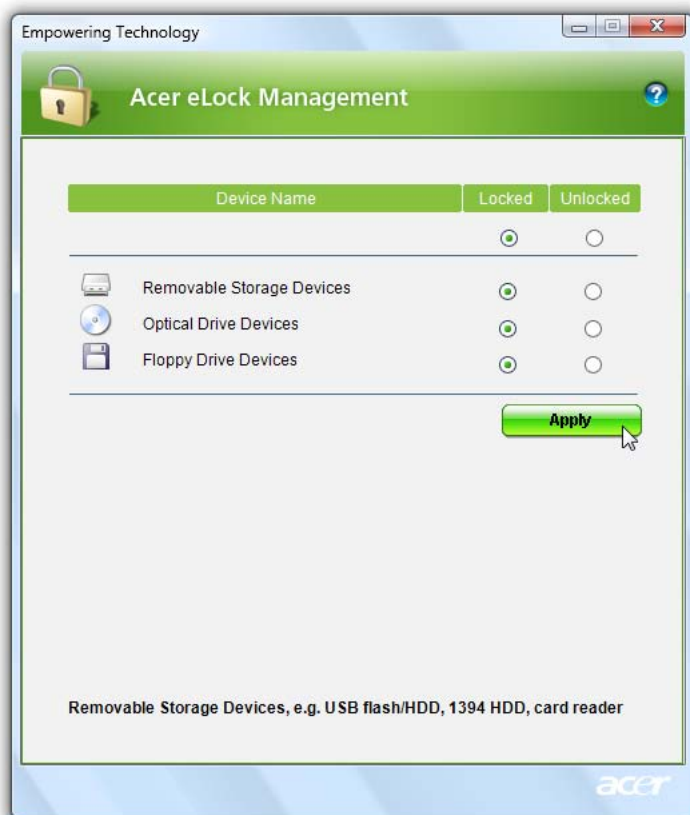 Empowering Technology
Acer eLock Management
Device Name Locked Unlocked
Removable Storage Devices
Optical Drive Devices
Floppy Drive Devices
Apply
Removable Storage Devices, e.g. USB flash/HDD, 1394 HDD, card reader
acer